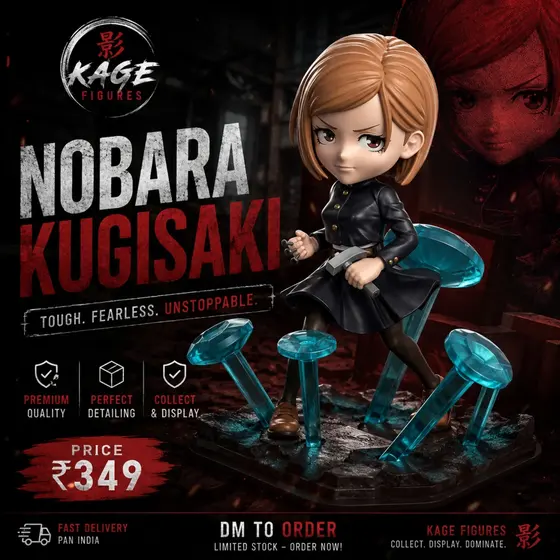 影
KAGE
FIGURES
NOBARA
KUGISAKI
TOUGH. FEARLESS. UNSTOPPABLE.
PREMIUM
QUALITY
PERFECT
DETAILING
COLLECT
& DISPLAY
PRICE
₹.349
FAST DELIVERY
PAN INDIA
DM TO ORDER
LIMITED STOCK - ORDER NOW!
KAGE FIGURES
COLLECT. DISPLAY. DOMINATE.
影